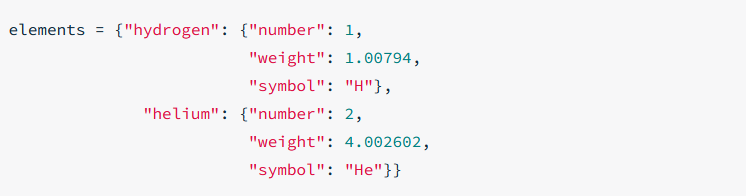 elements = {"hydrogen": {"number": 1,
                         "weight": 1.00794,
                         "symbol": "H"},
              "helium": {"number": 2,
                         "weight": 4.002602,
                         "symbol": "He"}}